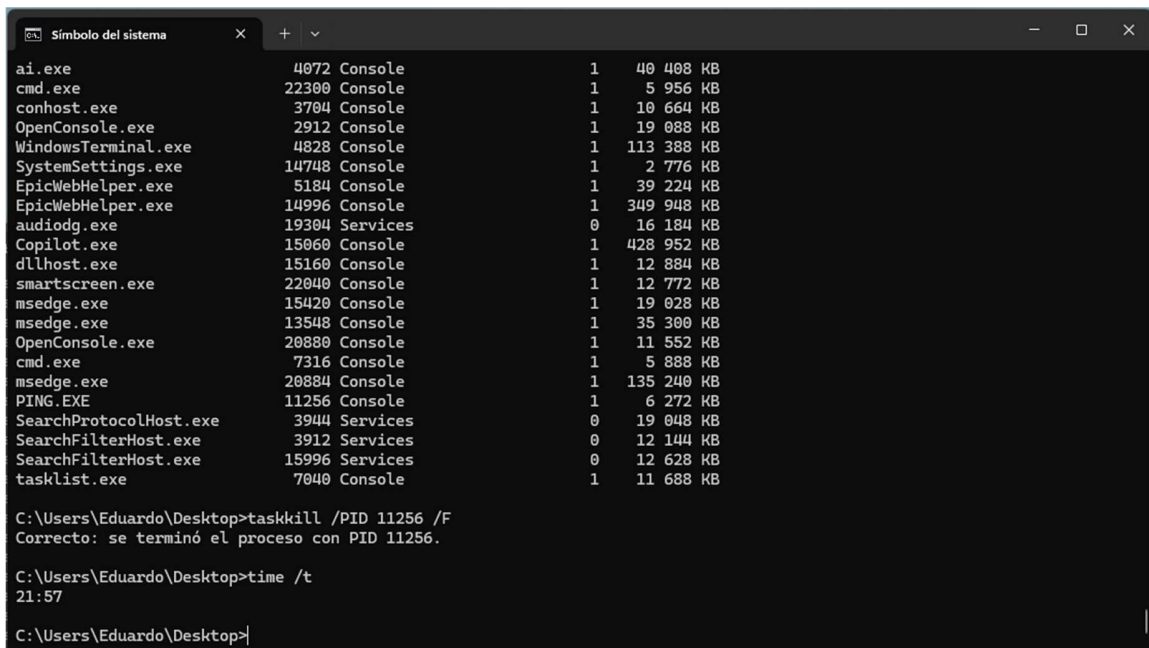 Símbolo del sistema
ai.exe 4072 Console 1 40 408 KB
cmd.exe 22300 Console 1 5 956 KB
conhost.exe 3704 Console 1 10 664 KB
OpenConsole.exe 2912 Console 1 19 088 KB
WindowsTerminal.exe 4828 Console 1 113 388 KB
SystemSettings.exe 14748 Console 1 2 776 KB
EpicWebHelper.exe 5184 Console 1 39 224 KB
EpicWebHelper.exe 14996 Console 1 349 948 KB
audiodg.exe 19304 Services 0 16 184 KB
Copilot.exe 15060 Console 1 428 952 KB
dllhost.exe 15160 Console 1 12 884 KB
smartscreen.exe 22040 Console 1 12 772 KB
msedge.exe 15420 Console 1 19 028 KB
msedge.exe 13548 Console 1 35 300 KB
OpenConsole.exe 20880 Console 1 11 552 KB
cmd.exe 7316 Console 1 5 888 KB
msedge.exe 20884 Console 1 135 240 KB
PING.EXE 11256 Console 1 6 272 KB
SearchProtocolHost.exe 3944 Services 0 19 048 KB
SearchFilterHost.exe 3912 Services 0 12 144 KB
SearchFilterHost.exe 15996 Services 0 12 628 KB
tasklist.exe 7040 Console 1 11 688 KB
C:\Users\Eduardo\Desktop>taskkill /PID 11256 /F
Correcto: se terminó el proceso con PID 11256.
C:\Users\Eduardo\Desktop>time /t
21:57
C:\Users\Eduardo\Desktop>